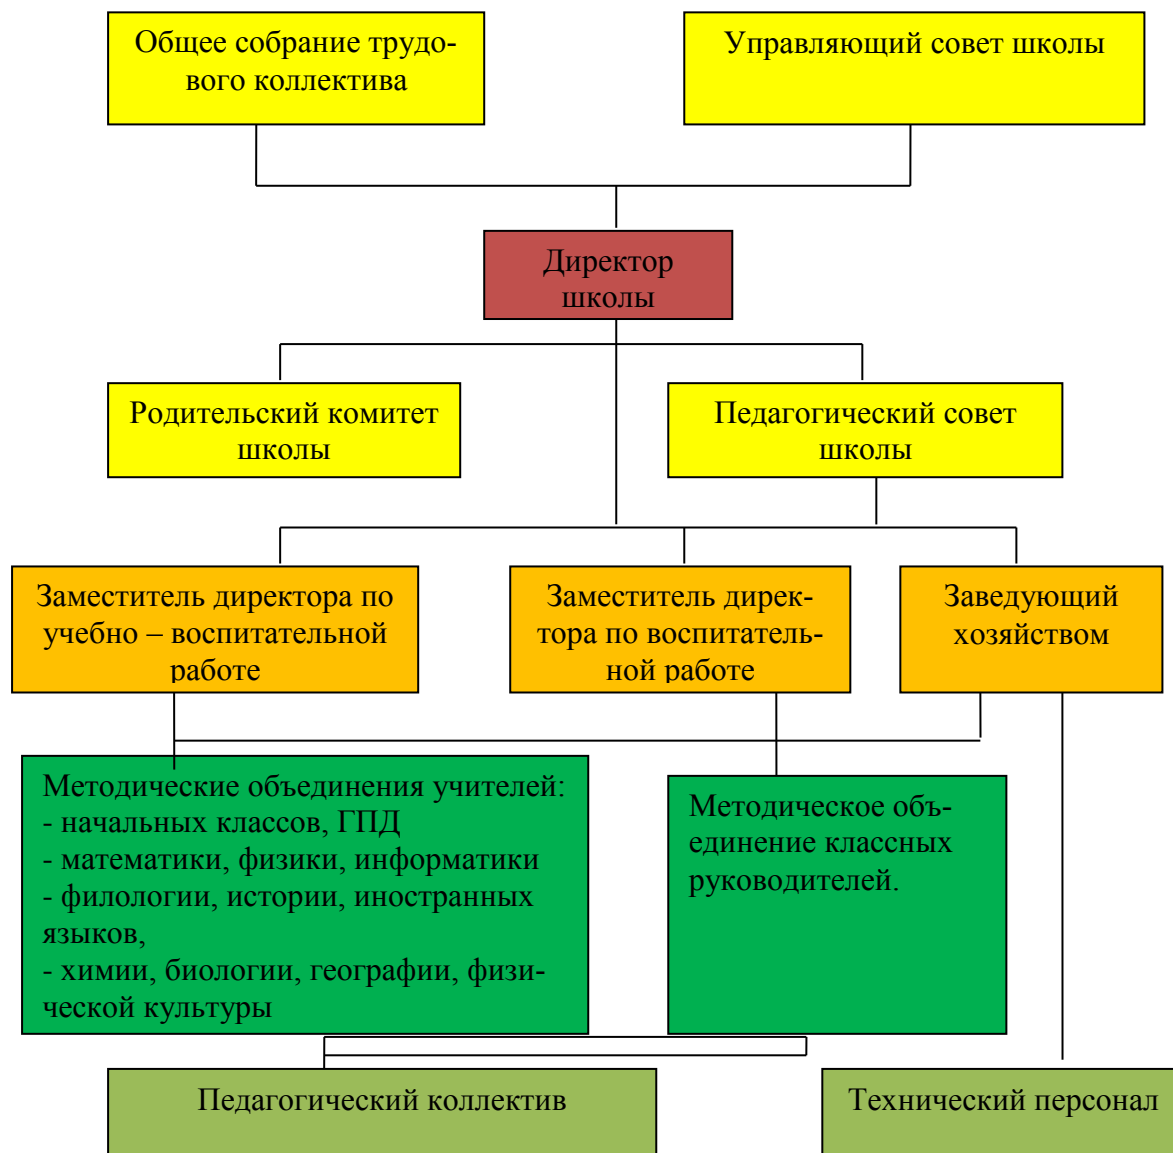 Общее собрание трудо-
вого коллектива
Управляющий совет школы
Директор
школы
Родительский комитет
школы
Педагогический совет
школы
Заместитель директора по
учебно – воспитательной
работе
Заместитель дирек-
тора по воспитатель-
ной работе
Заведующий
хозяйством
Методические объединения учителей:
- начальных классов, ГПД
- математики, физики, информатики
- филологии, истории, иностранных
языков,
- химии, биологии, географии, физи-
ческой культуры
Методическое объ-
единение классных
руководителей.
Педагогический коллектив
Технический персонал